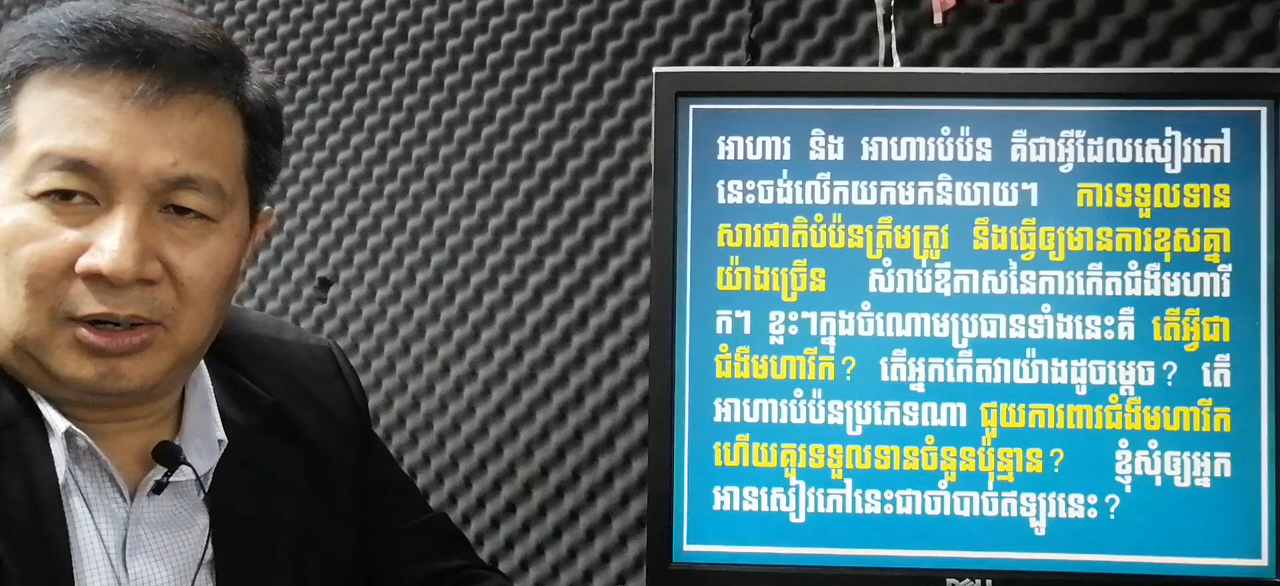 អាហារ និង អាហារបំប៉ន គឺជាអ្វីដែលសៀវភៅ
នេះចង់លើកយកមកនិយាយ។ ការទទួលទាន
សារជាតិបំប៉នត្រឹមត្រូវ នឹងធ្វើឲ្យមានការខុសគ្នា
យ៉ាងច្រើន សំរាប់ឱកាសនៃការកើតជំងឺមហារី
ក។ ខ្លះៗក្នុងចំណោមប្រធានទាំងនេះគឺ តើអ្វីជា
ជំងឺមហារីក? តើអ្នកកើតវាយ៉ាងដូចម្តេច? តើ
អាហារបំប៉នប្រភេទណា ជួយការពារជំងឺមហារីក
ហើយគួរទទួលទានចំនួនប៉ុន្មាន? ខ្ញុំសុំឲ្យអ្នក
អានសៀវភៅនេះជាចាំបាច់ឥឡូវនេះ?